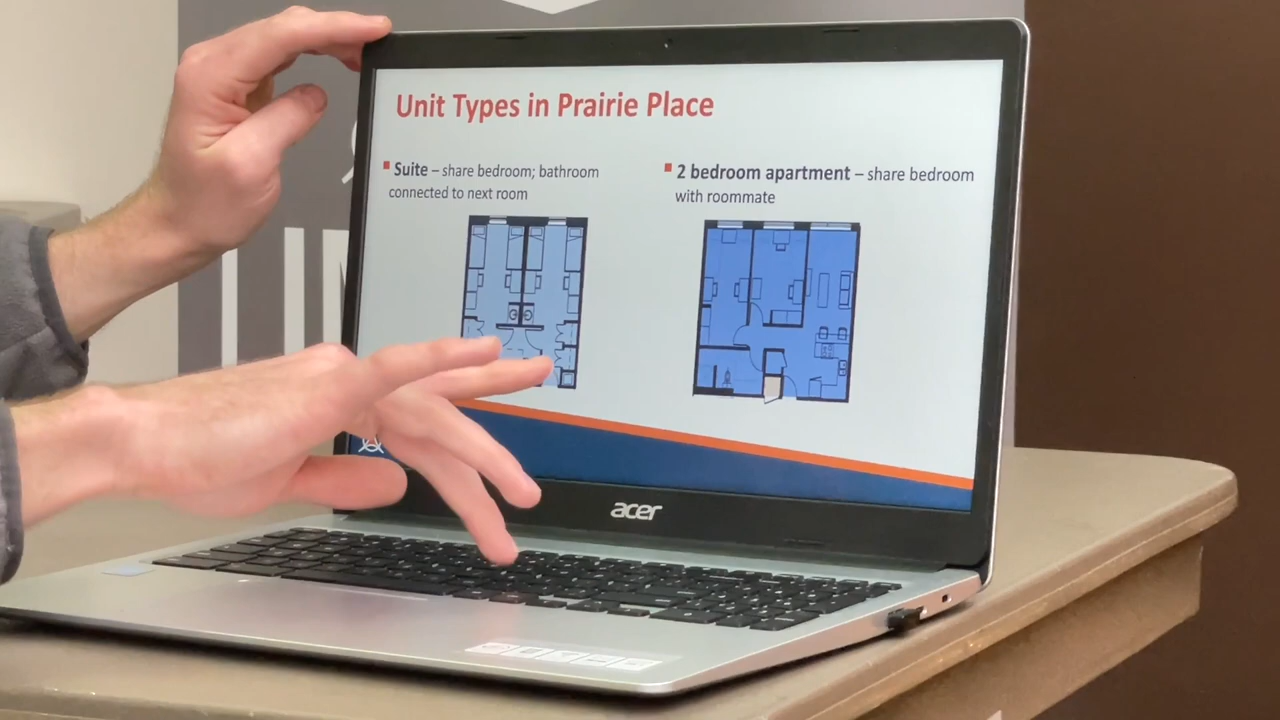 Unit Types in Prairie Place
Suite – share bedroom; bathroom
connected to next room
2 bedroom apartment – share bedroom
with roommate
acer